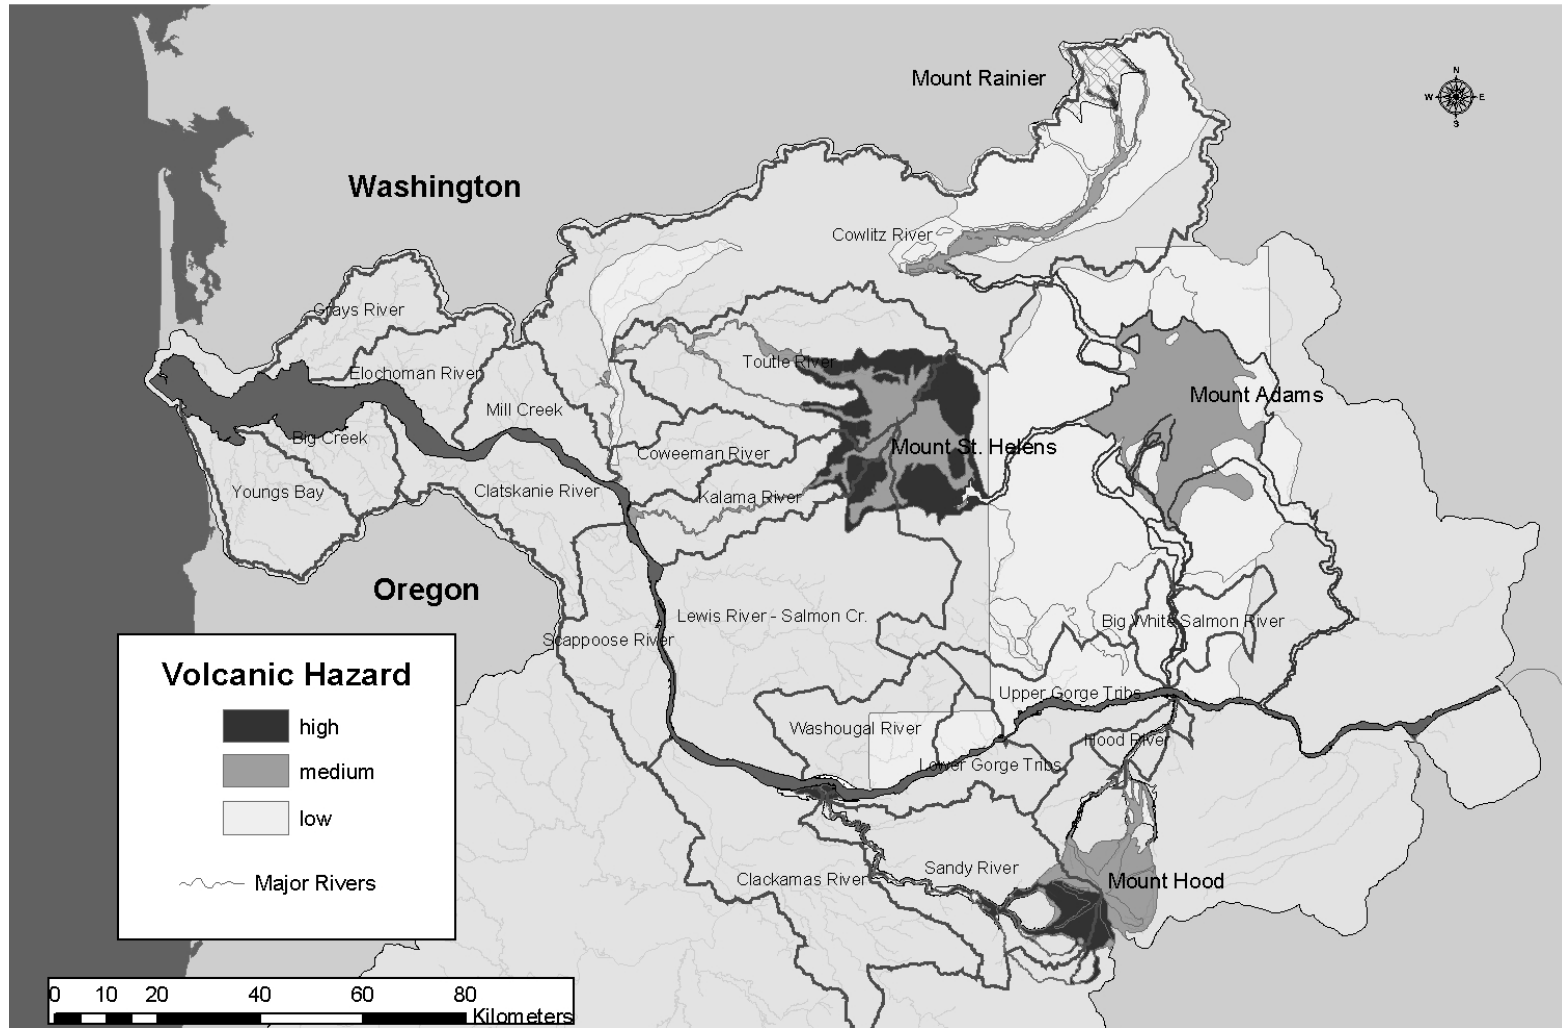 Mount Rainier
N
W
E
S
Washington
Cowlitz River
Grays River
Toutle River
Elochoman River
Mount Adams
Mill Creek
Big Creek
Mount St. Helens
Coweeman River
Youngs Bay
Clatskanie River
Kalama River
Oregon
Lewis River - Salmon Cr.
Big White Salmon River
Scappoose River
Upper Gorge Tribs
Washougal River
Hood River
Lower Gorge Tribs
Sandy River
Clackamas River
Mount Hood
Volcanic Hazard
high
medium
low
Major Rivers
0 10 20 40 60 80
Kilometers